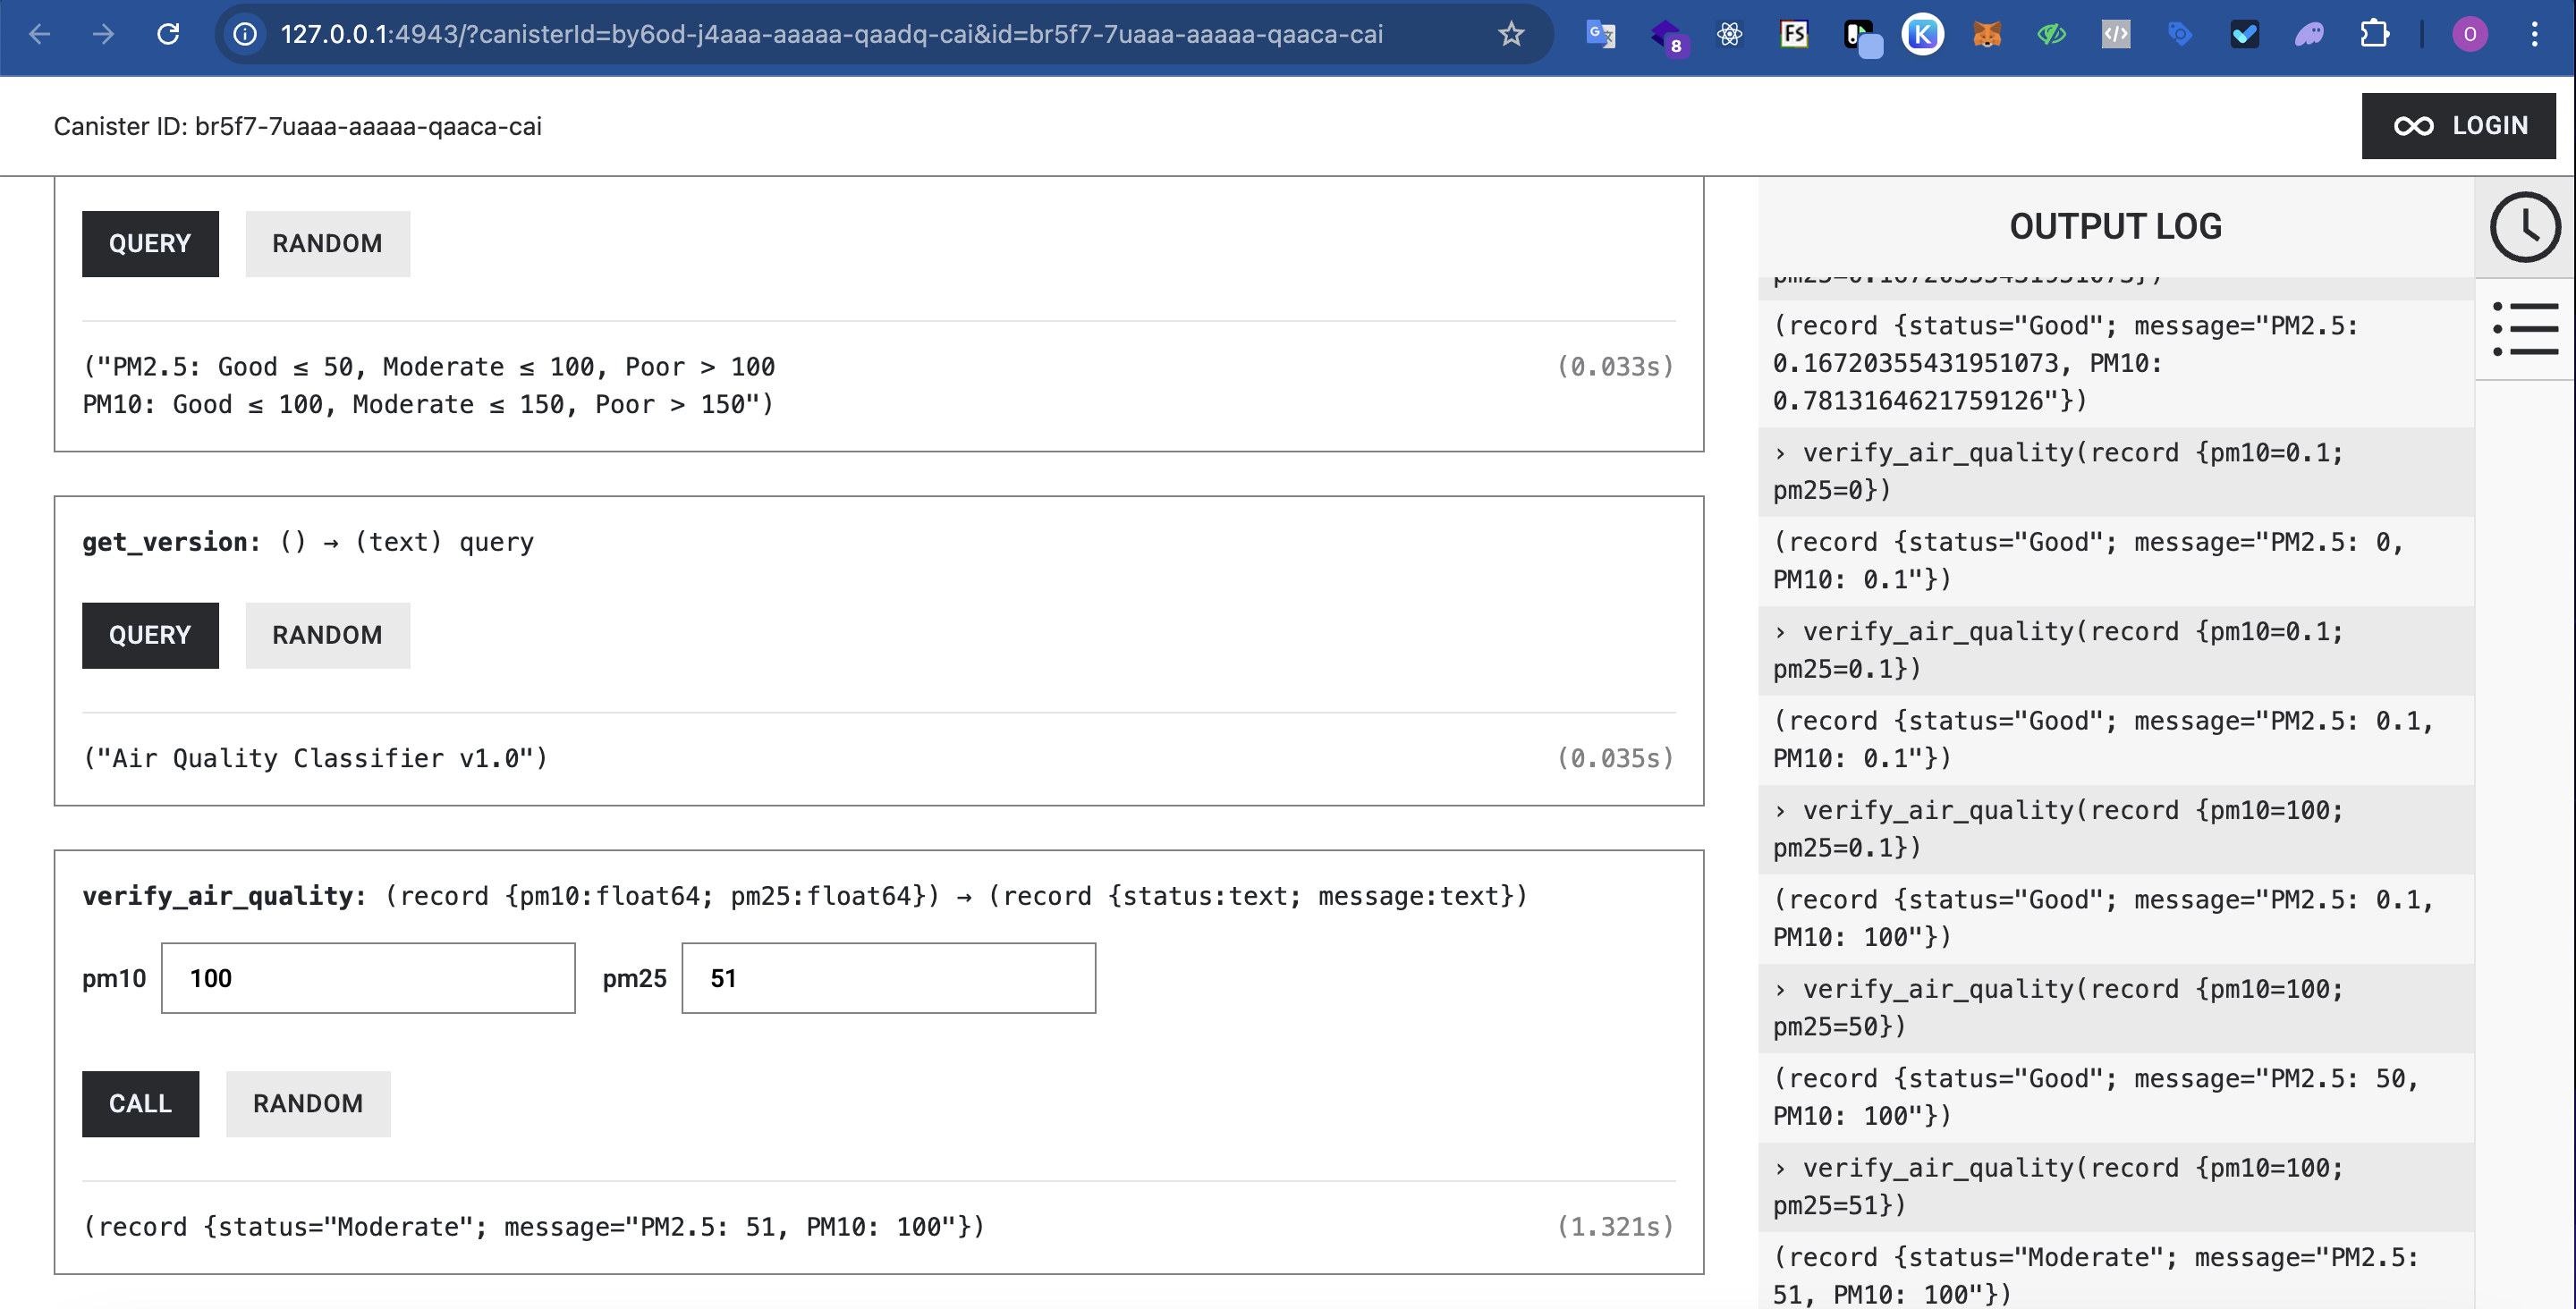 127.0.0.1:4943/?canisterId=by6od-j4aaa-aaaaa-qaadq-cai&id=br5f7-7uaaa-aaaaa-qaaca-cai
8
FS
K
O
Canister ID: br5f7-7uaaa-aaaaa-qaaca-cai
LOGIN
QUERY
RANDOM
("PM2.5: Good ≤ 50, Moderate ≤ 100, Poor > 100
(0.033s)
PM10: Good ≤ 100, Moderate ≤ 150, Poor > 150")
get_version: () → (text) query
QUERY
RANDOM
("Air Quality Classifier v1.0")
(0.035s)
verify_air_quality: (record {pm10:float64; pm25:float64}) → (record {status:text; message:text})
pm10
100
pm25
51
CALL
RANDOM
(record {status="Moderate"; message="PM2.5: 51, PM10: 100"})
(1.321s)
OUTPUT LOG
pm25=0.16720355431951073})
(record {status="Good"; message="PM2.5:
0.16720355431951073, PM10:
0.7813164621759126"})
› verify_air_quality(record {pm10=0.1;
pm25=0})
(record {status="Good"; message="PM2.5: 0,
PM10: 0.1"})
› verify_air_quality(record {pm10=0.1;
pm25=0.1})
(record {status="Good"; message="PM2.5: 0.1,
PM10: 0.1"})
› verify_air_quality(record {pm10=100;
pm25=0.1})
(record {status="Good"; message="PM2.5: 0.1,
PM10: 100"})
› verify_air_quality(record {pm10=100;
pm25=50})
(record {status="Good"; message="PM2.5: 50,
PM10: 100"})
› verify_air_quality(record {pm10=100;
pm25=51})
(record {status="Moderate"; message="PM2.5:
51, PM10: 100"})